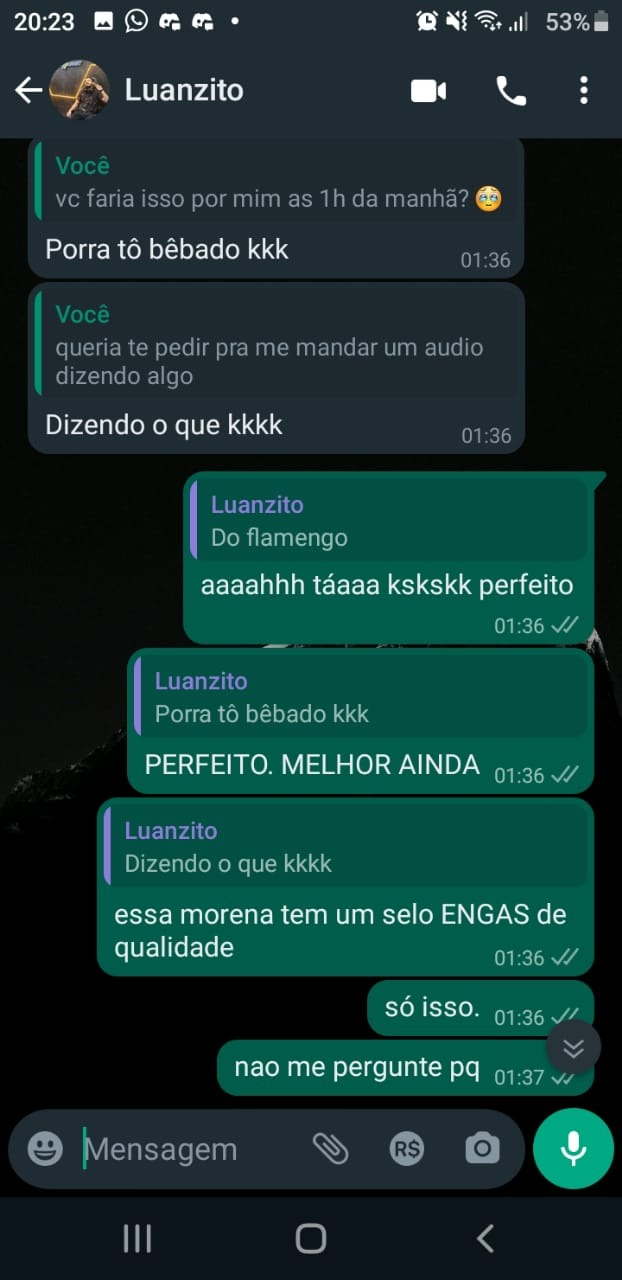 20:23
53%
Luanzito
Você
vc faria isso por mim as 1h da manhã? 🥹
Porra tô bêbado kkk
01:36
Você
queria te pedir pra me mandar um audio
dizendo algo
Dizendo o que kkkk
01:36
Luanzito
Do flamengo
aaaahhh táaaa ksksk​k perfeito
01:36
Luanzito
Porra tô bêbado kkk
PERFEITO. MELHOR AINDA
01:36
Luanzito
Dizendo o que kkkk
essa morena tem um selo ENGAS de
qualidade
01:36
só isso.
01:36
nao me pergunte pq
01:37
Mensagem
R$